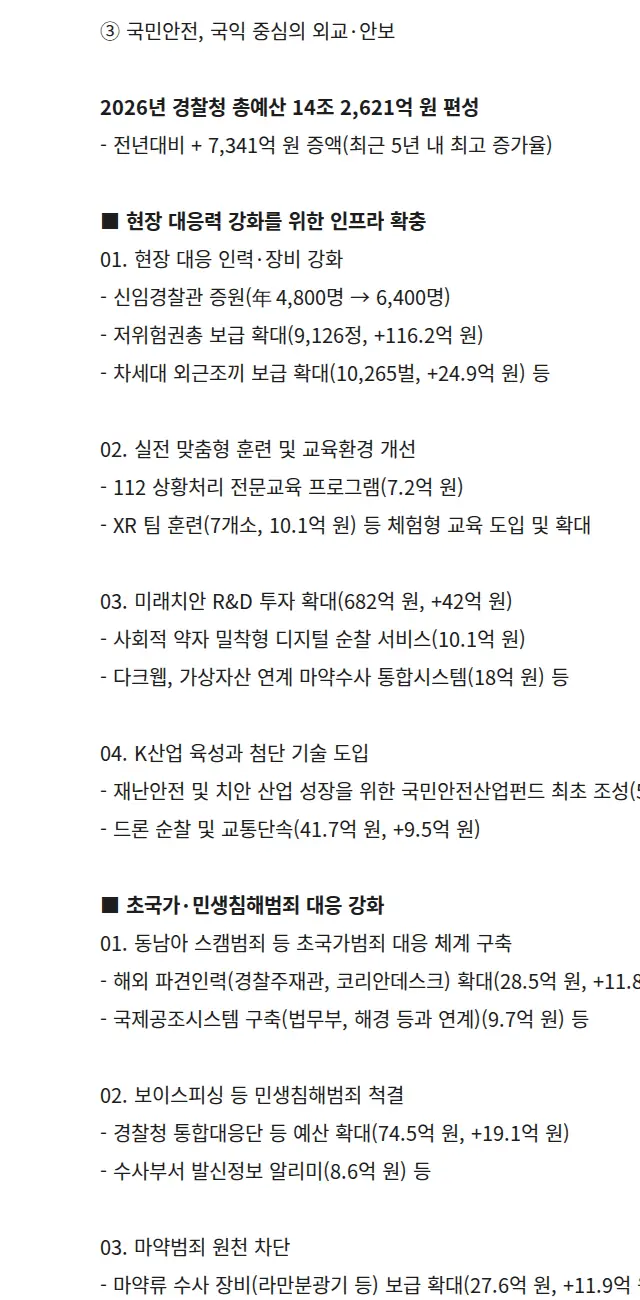 ③ 국민안전, 국익 중심의 외교·안보
2026년 경찰청 총예산 14조 2,621억 원 편성
- 전년대비 + 7,341억 원 증액(최근 5년 내 최고 증가율)
■ 현장 대응력 강화를 위한 인프라 확충
01. 현장 대응 인력·장비 강화
- 신임경찰관 증원(年 4,800명 → 6,400명)
- 저위험권총 보급 확대(9,126정, +116.2억 원)
- 차세대 외근조끼 보급 확대(10,265벌, +24.9억 원) 등
02. 실전 맞춤형 훈련 및 교육환경 개선
- 112 상황처리 전문교육 프로그램(7.2억 원)
- XR 팀 훈련(7개소, 10.1억 원) 등 체험형 교육 도입 및 확대
03. 미래치안 R&D 투자 확대(682억 원, +42억 원)
- 사회적 약자 밀착형 디지털 순찰 서비스(10.1억 원)
- 다크웹, 가상자산 연계 마약수사 통합시스템(18억 원) 등
04. K산업 육성과 첨단 기술 도입
- 재난안전 및 치안 산업 성장을 위한 국민안전산업펀드 최초 조성(
- 드론 순찰 및 교통단속(41.7억 원, +9.5억 원)
■ 초국가·민생침해범죄 대응 강화
01. 동남아 스캠범죄 등 초국가범죄 대응 체계 구축
- 해외 파견인력(경찰주재관, 코리안데스크) 확대(28.5억 원, +11.8
- 국제공조시스템 구축(법무부, 해경 등과 연계)(9.7억 원) 등
02. 보이스피싱 등 민생침해범죄 척결
- 경찰청 통합대응단 등 예산 확대(74.5억 원, +19.1억 원)
- 수사부서 발신정보 알리미(8.6억 원) 등
03. 마약범죄 원천 차단
- 마약류 수사 장비(라만분광기 등) 보급 확대(27.6억 원, +11.9억